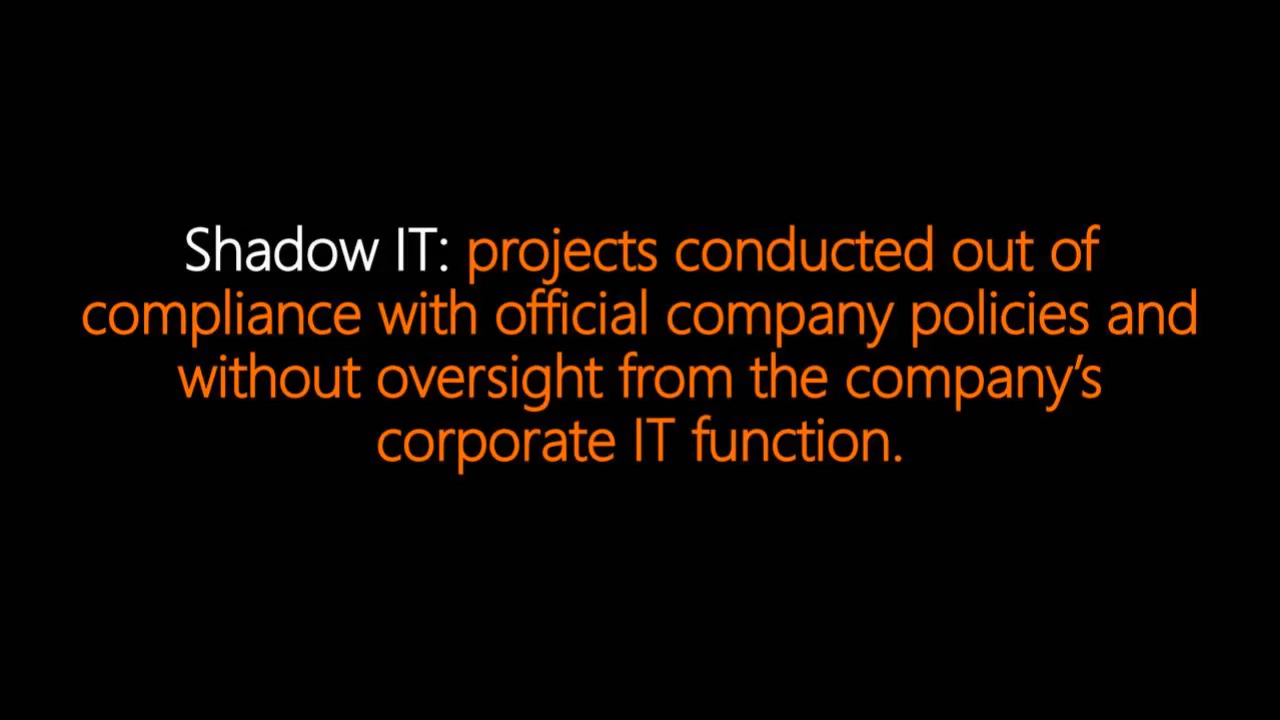 Shadow IT: projects conducted out of
compliance with official company policies and
without oversight from the company’s
corporate IT function.